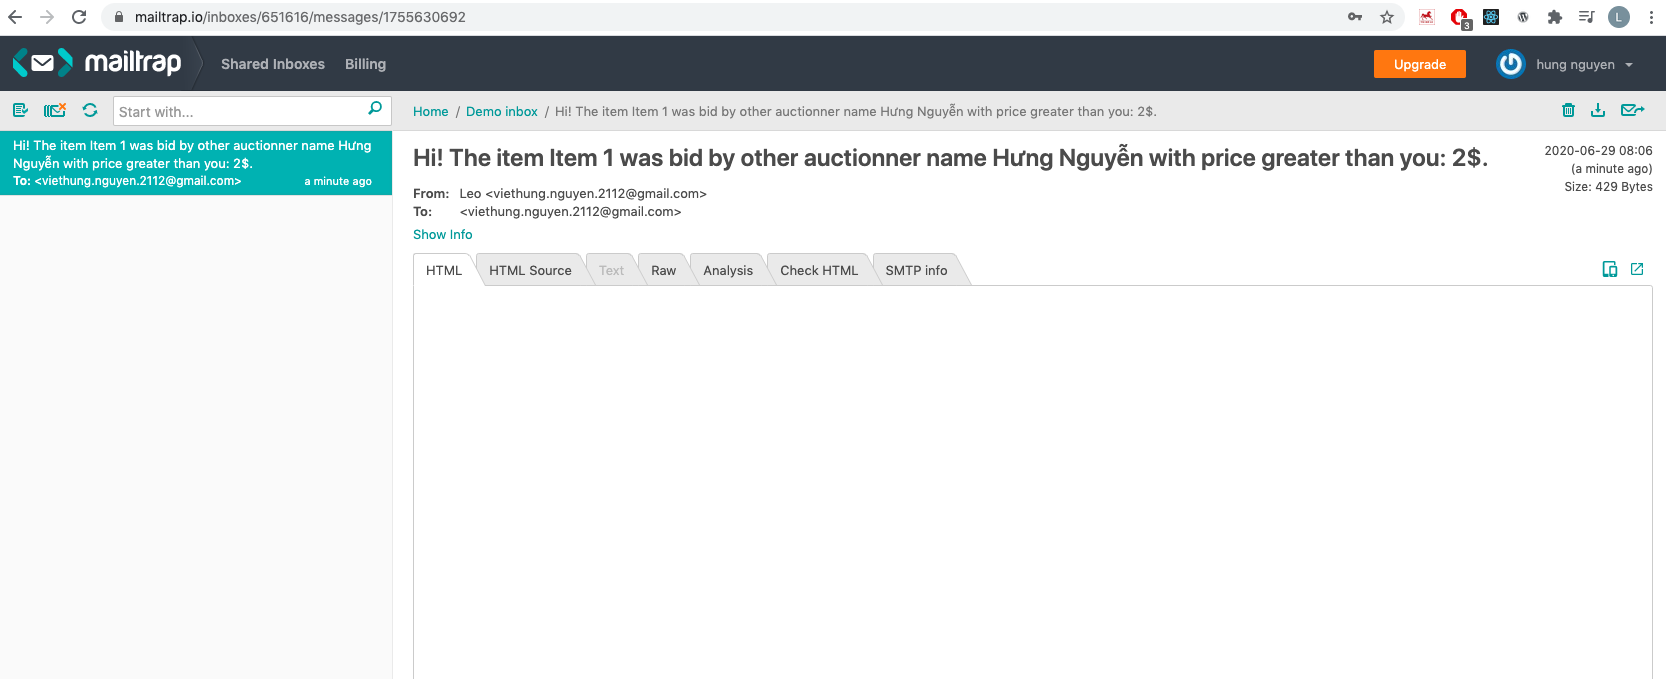 mailtrap.io/inboxes/651616/messages/1755630692
3
L
mailtrap
Shared Inboxes
Billing
Upgrade
hung nguyen
Start with...
Home / Demo inbox / Hi! The item Item 1 was bid by other auctionner name Hưng Nguyễn with price greater than you: 2$.
Hi! The item Item 1 was bid by other auctionner name Hưng
Nguyễn with price greater than you: 2$.
To: <viethung.nguyen.2112@gmail.com>
a minute ago
Hi! The item Item 1 was bid by other auctionner name Hưng Nguyễn with price greater than you: 2$.
2020-06-29 08:06
(a minute ago)
Size: 429 Bytes
From: Leo <viethung.nguyen.2112@gmail.com>
To: <viethung.nguyen.2112@gmail.com>
Show Info
HTML
HTML Source
Text
Raw
Analysis
Check HTML
SMTP info